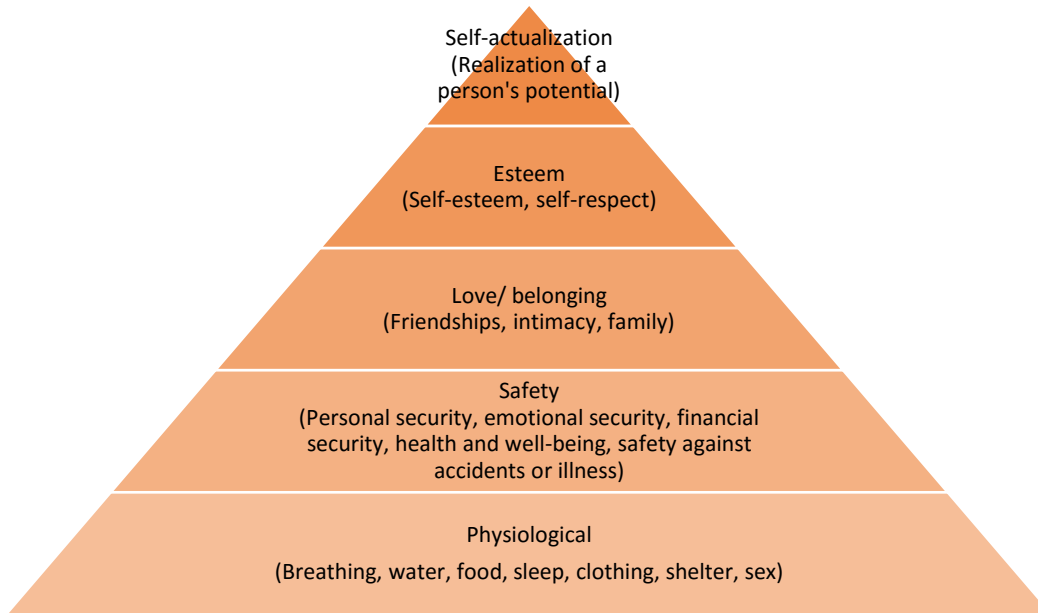 Self-actualization
(Realization of a
person's potential)
Esteem
(Self-esteem, self-respect)
Love/ belonging
(Friendships, intimacy, family)
Safety
(Personal security, emotional security, financial
security, health and well-being, safety against
accidents or illness)
Physiological
(Breathing, water, food, sleep, clothing, shelter, sex)